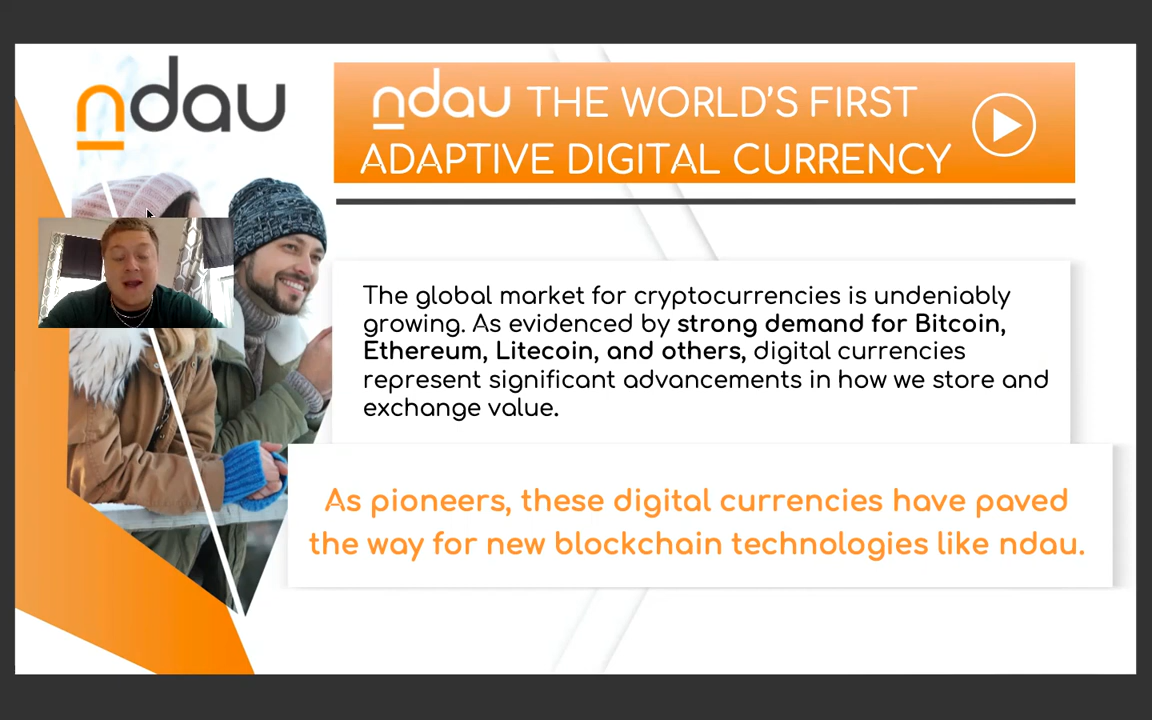 ndau
ndau THE WORLD'S FIRST
ADAPTIVE DIGITAL CURRENCY
The global market for cryptocurrencies is undeniably
growing. As evidenced by strong demand for Bitcoin,
Ethereum, Litecoin, and others, digital currencies
represent significant advancements in how we store and
exchange value.
As pioneers, these digital currencies have paved
the way for new blockchain technologies like ndau.